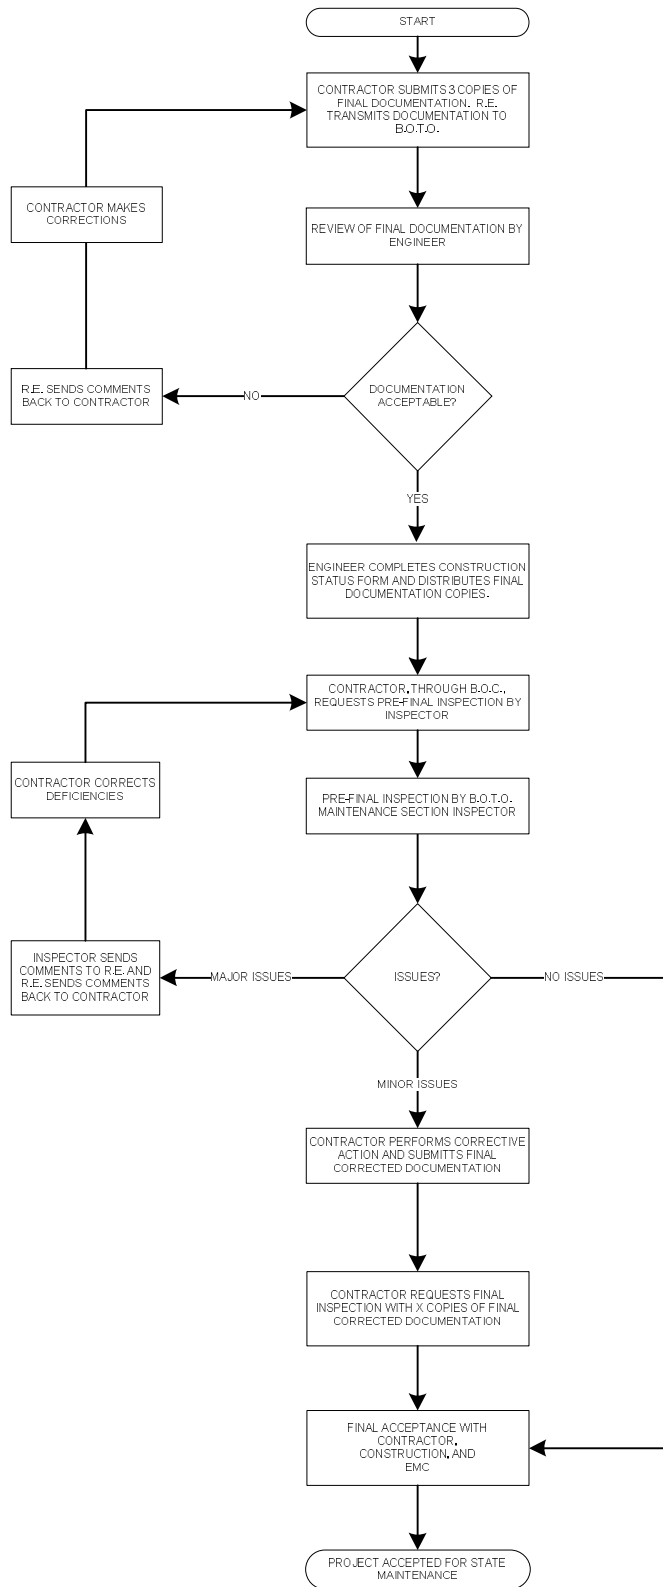 START
CONTRACTOR SUBMITS 3 COPIES OF
FINAL DOCUMENTATION. R.E.
TRANSMITS DOCUMENTATION TO
B.O.T.O.
CONTRACTOR MAKES
CORRECTIONS
REVIEW OF FINAL DOCUMENTATION BY
ENGINEER
R.E. SENDS COMMENTS
BACK TO CONTRACTOR
NO
DOCUMENTATION
ACCEPTABLE?
YES
ENGINEER COMPLETES CONSTRUCTION
STATUS FORM AND DISTRIBUTES FINAL
DOCUMENTATION COPIES.
CONTRACTOR, THROUGH B.O.C.,
REQUESTS PRE-FINAL INSPECTION BY
INSPECTOR
CONTRACTOR CORRECTS
DEFICIENCIES
PRE-FINAL INSPECTION BY B.O.T.O.
MAINTENANCE SECTION INSPECTOR
INSPECTOR SENDS
COMMENTS TO R.E. AND
R.E. SENDS COMMENTS
BACK TO CONTRACTOR
MAJOR ISSUES
ISSUES?
NO ISSUES
MINOR ISSUES
CONTRACTOR PERFORMS CORRECTIVE
ACTION AND SUBMITTS FINAL
CORRECTED DOCUMENTATION
CONTRACTOR REQUESTS FINAL
INSPECTION WITH X COPIES OF FINAL
CORRECTED DOCUMENTATION
FINAL ACCEPTANCE WITH
CONTRACTOR,
CONSTRUCTION, AND
EMC
PROJECT ACCEPTED FOR STATE
MAINTENANCE